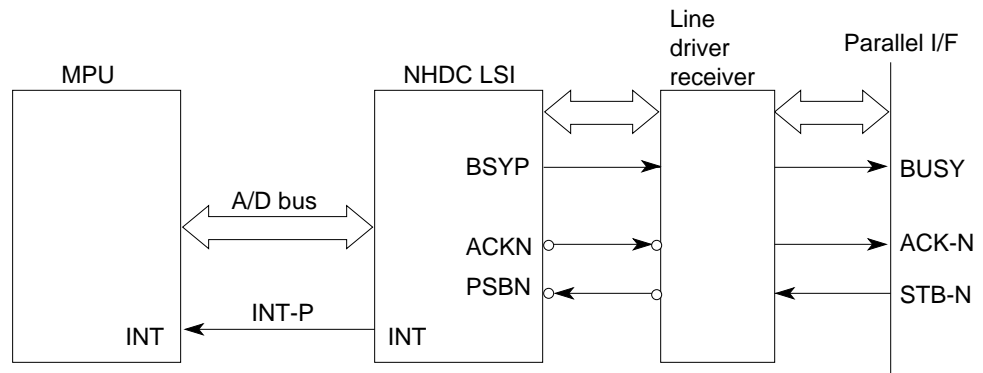 Line
driver
receiver
Parallel I/F
MPU
NHDC LSI
BSYP
BUSY
A/D bus
ACKN
ACK-N
PSBN
STB-N
INT-P
INT
INT